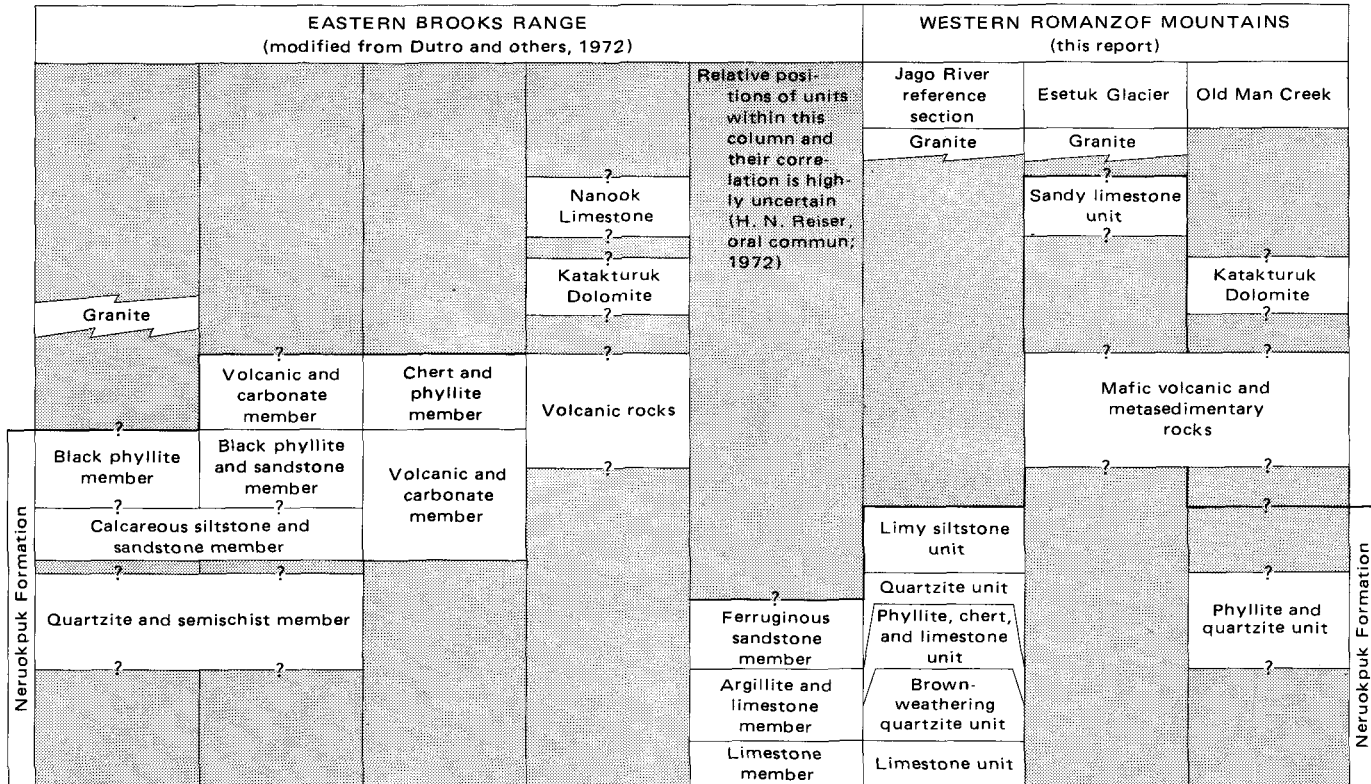 EASTERN BROOKS RANGE
(modified from Dutro and others, 1972)
WESTERN ROMANZOF MOUNTAINS
(this report)
Relative posi-
tions of units
within this
column and
their corre-
lation is high-
ly uncertain
(H. N. Reiser,
oral commun;
1972)
Jago River
reference
section
Esetuk Glacier
Old Man Creek
Granite
Granite
?
Nanook
Limestone
?
?
Katakturuk
Dolomite
?
?
Sandy limestone
unit
?
?
Katakturuk
Dolomite
?
Granite
?
Volcanic and
carbonate
member
Chert and
phyllite
member
?
Volcanic rocks
?
?
?
Mafic volcanic and
metasedimentary
rocks
?
?
?
Black phyllite
member
?
Black phyllite
and sandstone
member
?
Volcanic and
carbonate
member
Calcareous siltstone and
sandstone member
?
?
Quartzite and semischist member
?
?
?
Ferruginous
sandstone
member
Argillite and
limestone
member
Limestone
member
Limy siltstone
unit
Quartzite unit
Phyllite, chert,
and limestone
unit
Brown-
weathering
quartzite unit
Limestone unit
?
?
Phyllite and
quartzite unit
?
Neruokpuk Formation
Neruokpuk Formation